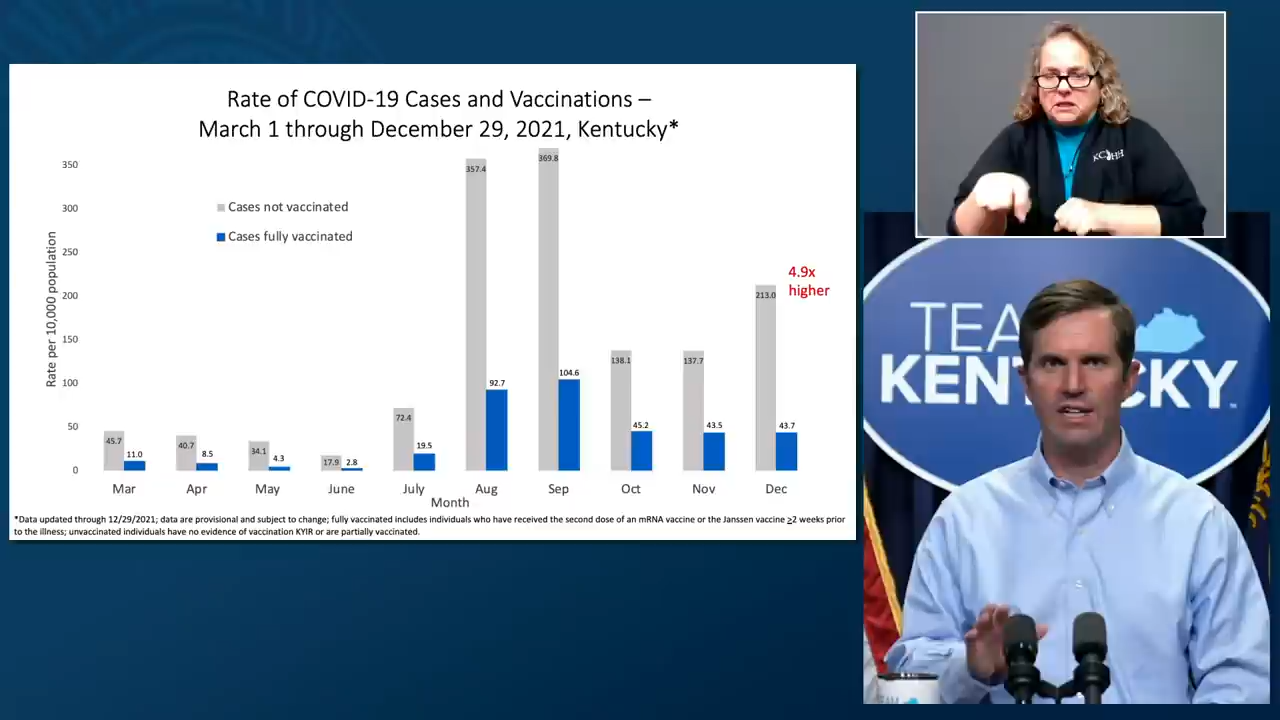 Rate of COVID-19 Cases and Vaccinations –
March 1 through December 29, 2021, Kentucky*
Rate per 10,000 population
350
300
250
200
150
100
50
0
Cases not vaccinated
Cases fully vaccinated
45.7
11.0
40.7
8.5
34.1
4.3
17.9
2.8
72.4
19.5
357.4
92.7
369.8
104.6
138.1
45.2
137.7
43.5
213.0
43.7
4.9x
higher
Mar Apr May June July Aug Sep Oct Nov Dec
Month
*Data updated through 12/29/2021; data are provisional and subject to change; fully vaccinated includes individuals who have received the second dose of an mRNA vaccine or the Janssen vaccine ≥2 weeks prior
to the illness; unvaccinated individuals have no evidence of vaccination KYIR or are partially vaccinated.